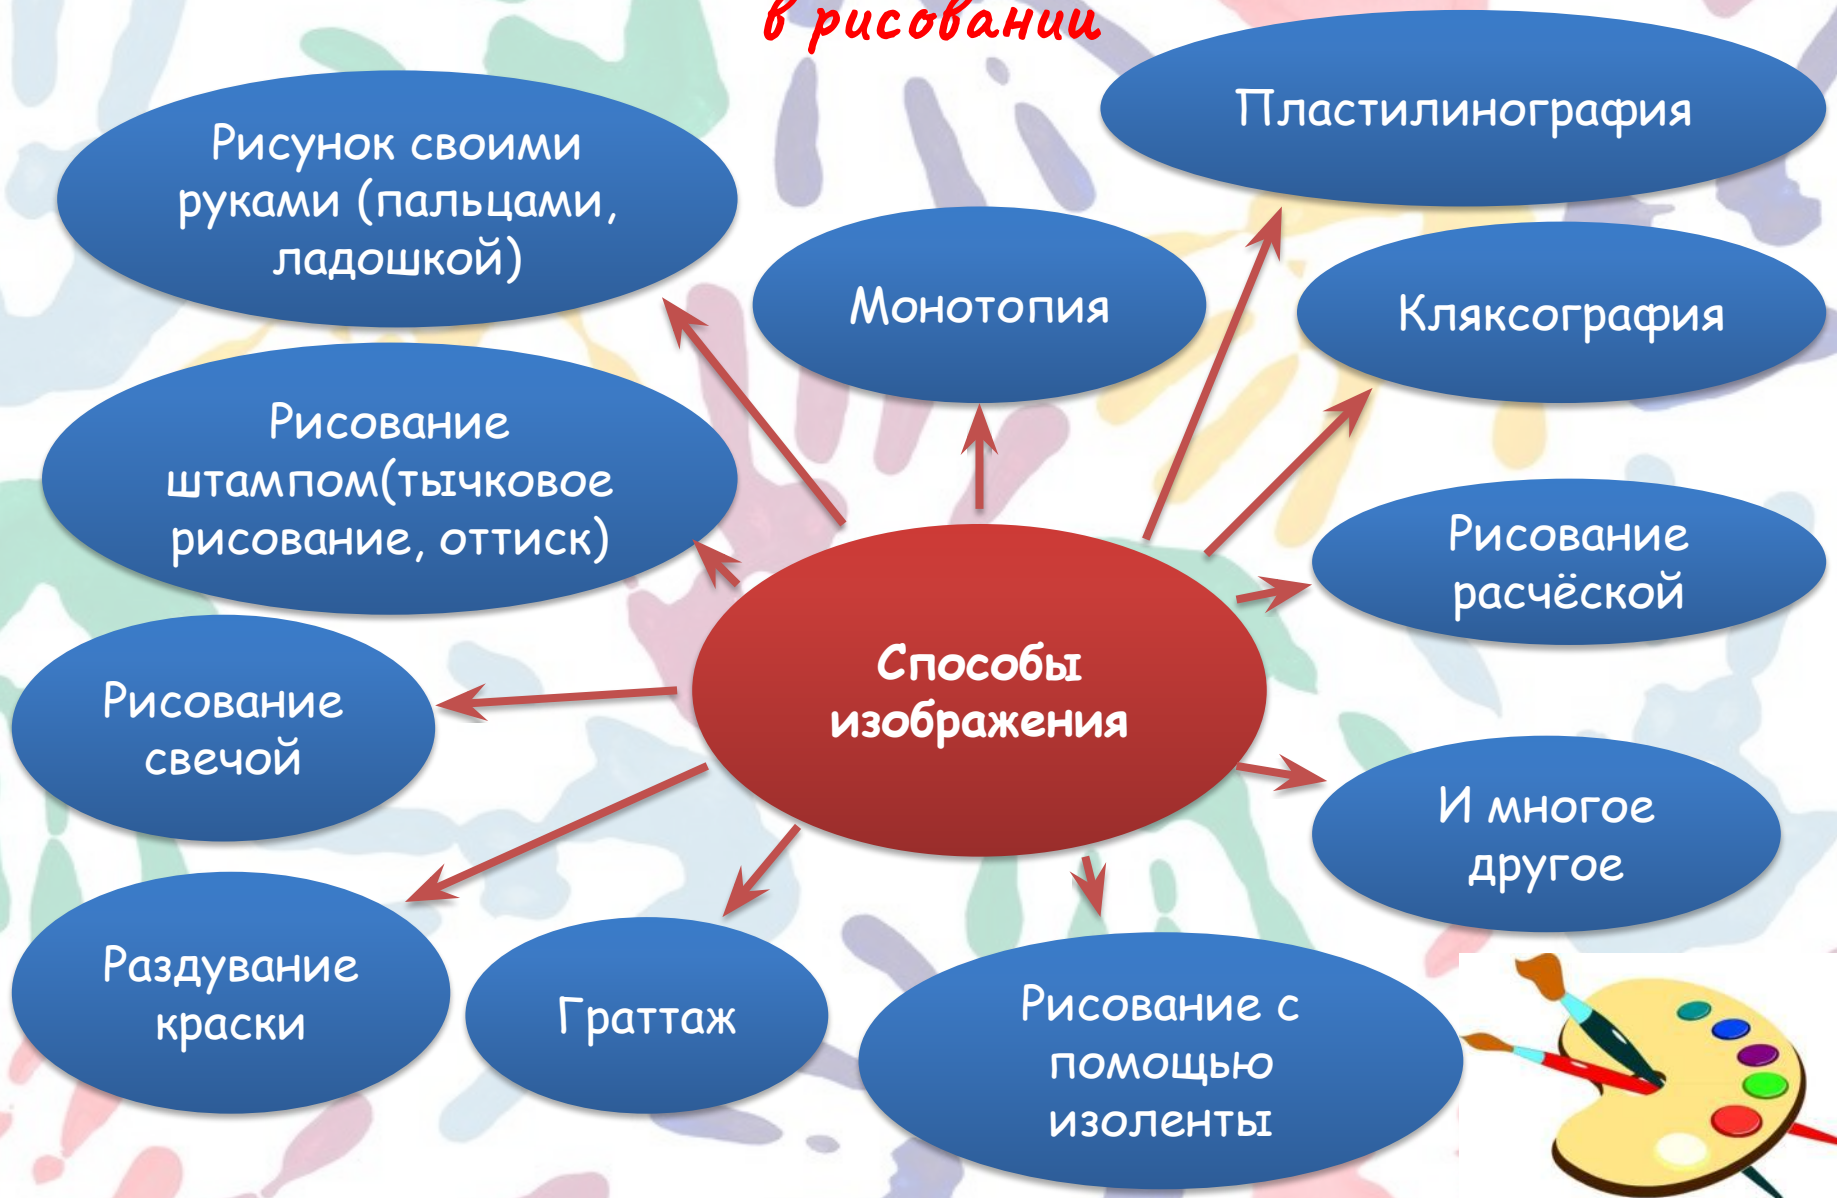 в рисовании
Пластилинография
Рисунок своими
руками (пальцами,
ладошкой)
Монотопия
Кляксография
Рисование
штампом(тычковое
рисование, оттиск)
Рисование
расчёской
Способы
изображения
Рисование
свечой
И многое
другое
Раздувание
краски
Граттаж
Рисование с
помощью
изоленты